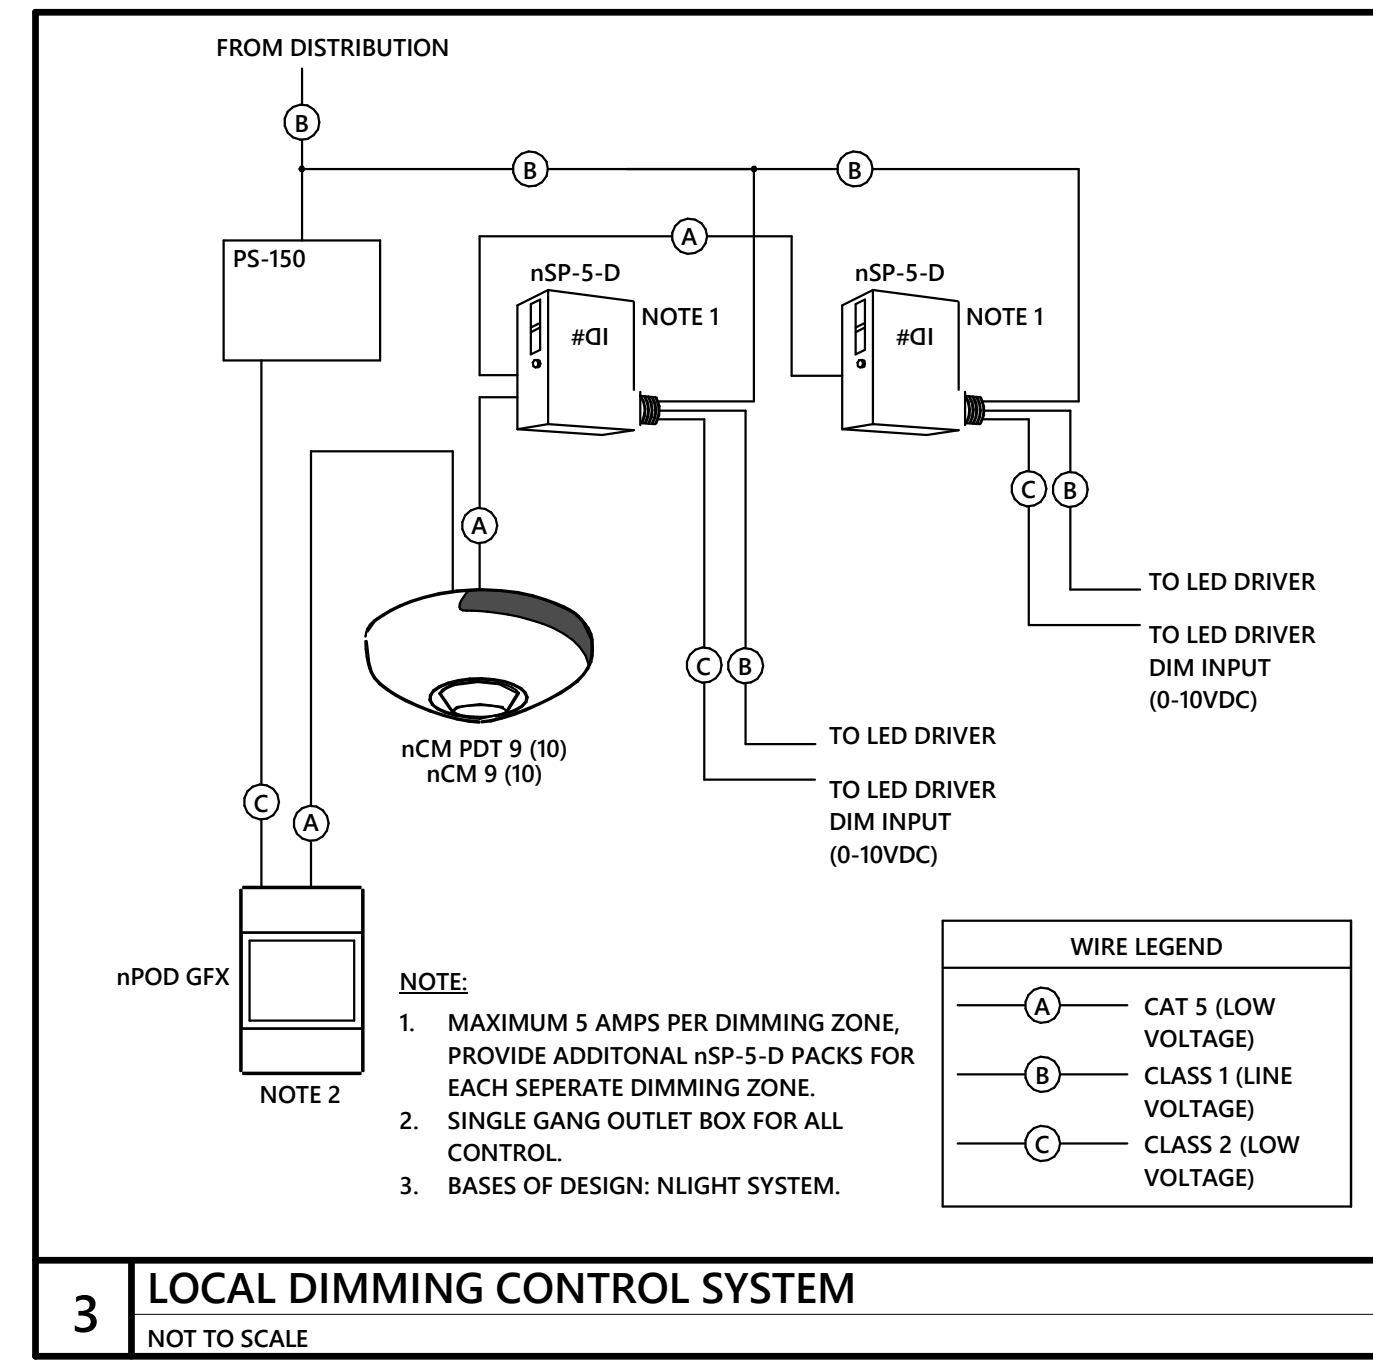 FROM DISTRIBUTION
B
B
B
A
PS-150
nSP-5-D
nSP-5-D
NOTE 1
NOTE 1
ID#
ID#
C
B
A
TO LED DRIVER
TO LED DRIVER
DIM INPUT
(0-10VDC)
C
B
TO LED DRIVER
TO LED DRIVER
DIM INPUT
(0-10VDC)
nCM PDT 9 (10)
nCM 9 (10)
C
A
nPOD GFX
NOTE 2
NOTE:
1. MAXIMUM 5 AMPS PER DIMMING ZONE,
PROVIDE ADDITONAL nSP-5-D PACKS FOR
EACH SEPERATE DIMMING ZONE.
2. SINGLE GANG OUTLET BOX FOR ALL
CONTROL.
3. BASES OF DESIGN: NLIGHT SYSTEM.
WIRE LEGEND
A CAT 5 (LOW
VOLTAGE)
B CLASS 1 (LINE
VOLTAGE)
C CLASS 2 (LOW
VOLTAGE)
3
LOCAL DIMMING CONTROL SYSTEM
NOT TO SCALE